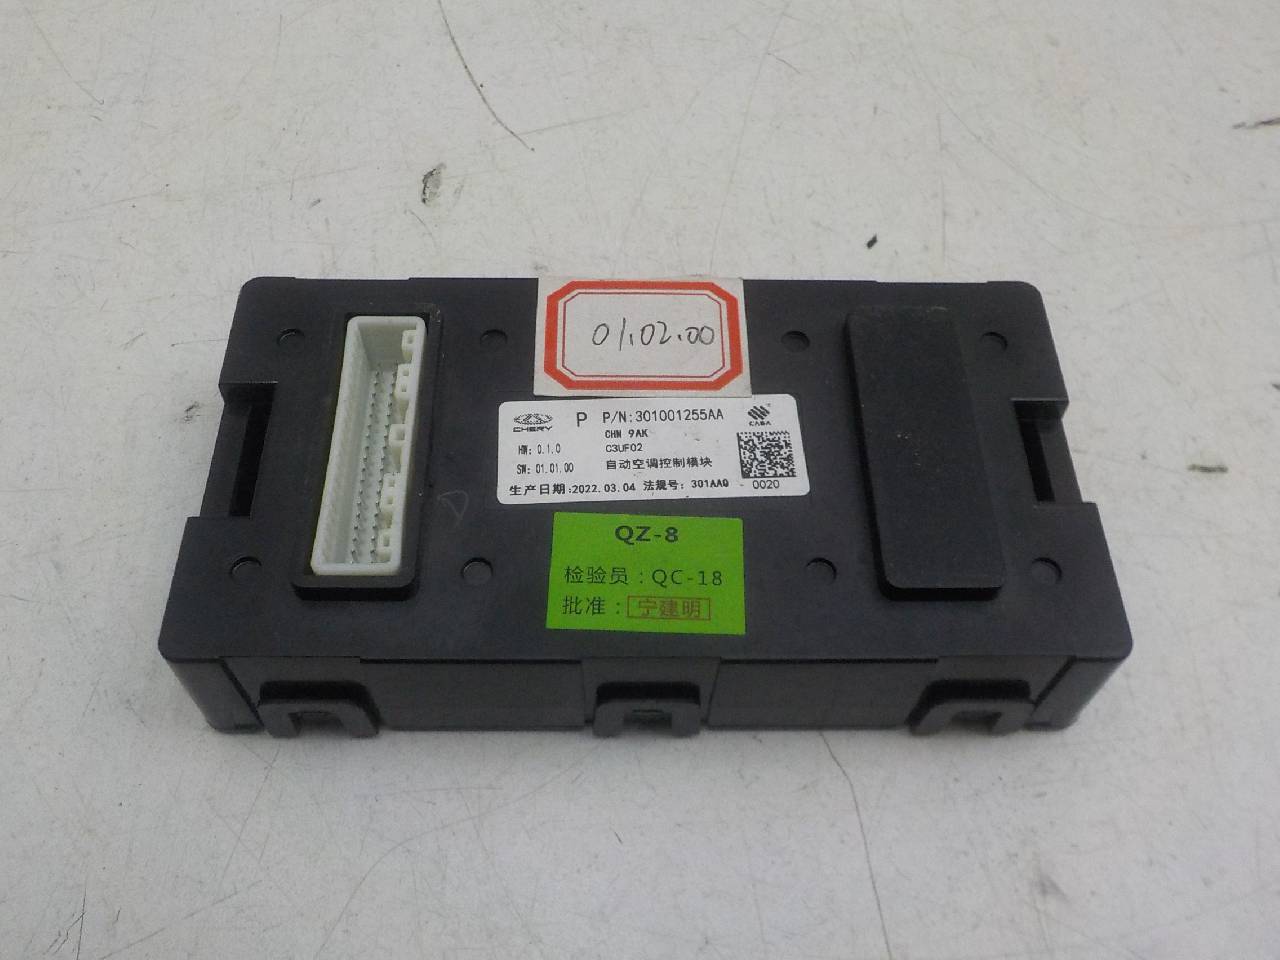 01.02.00
CHERY P P/N:301001255AA CABA
CHN 9AK
HW: 0.1.0 C3UF02
SW: 01.01.00 自动空调控制模块
生产日期:2022.03.04 法规号: 301AAQ 0020
QZ-8
检验员：QC-18
批准：宁建明
D